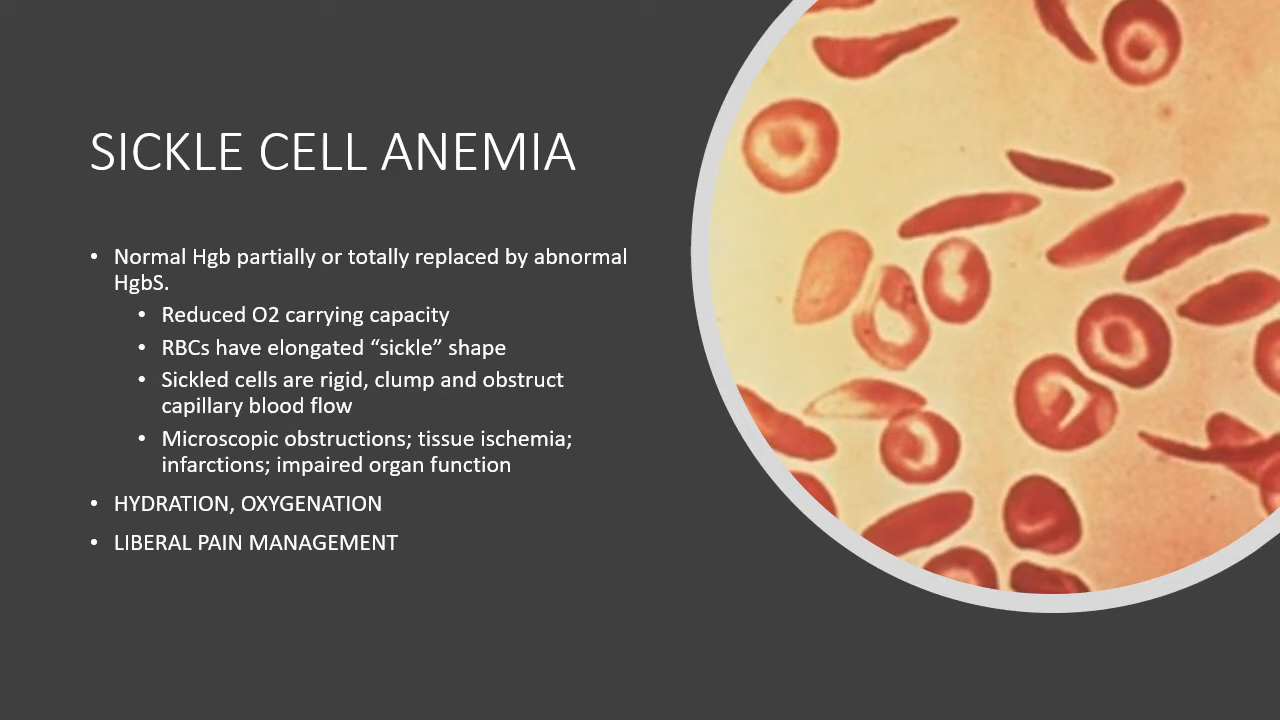 SICKLE CELL ANEMIA
• Normal Hgb partially or totally replaced by abnormal
HgbS.
• Reduced O2 carrying capacity
• RBCs have elongated “sickle” shape
• Sickled cells are rigid, clump and obstruct
capillary blood flow
• Microscopic obstructions; tissue ischemia;
infarctions; impaired organ function
• HYDRATION, OXYGENATION
• LIBERAL PAIN MANAGEMENT